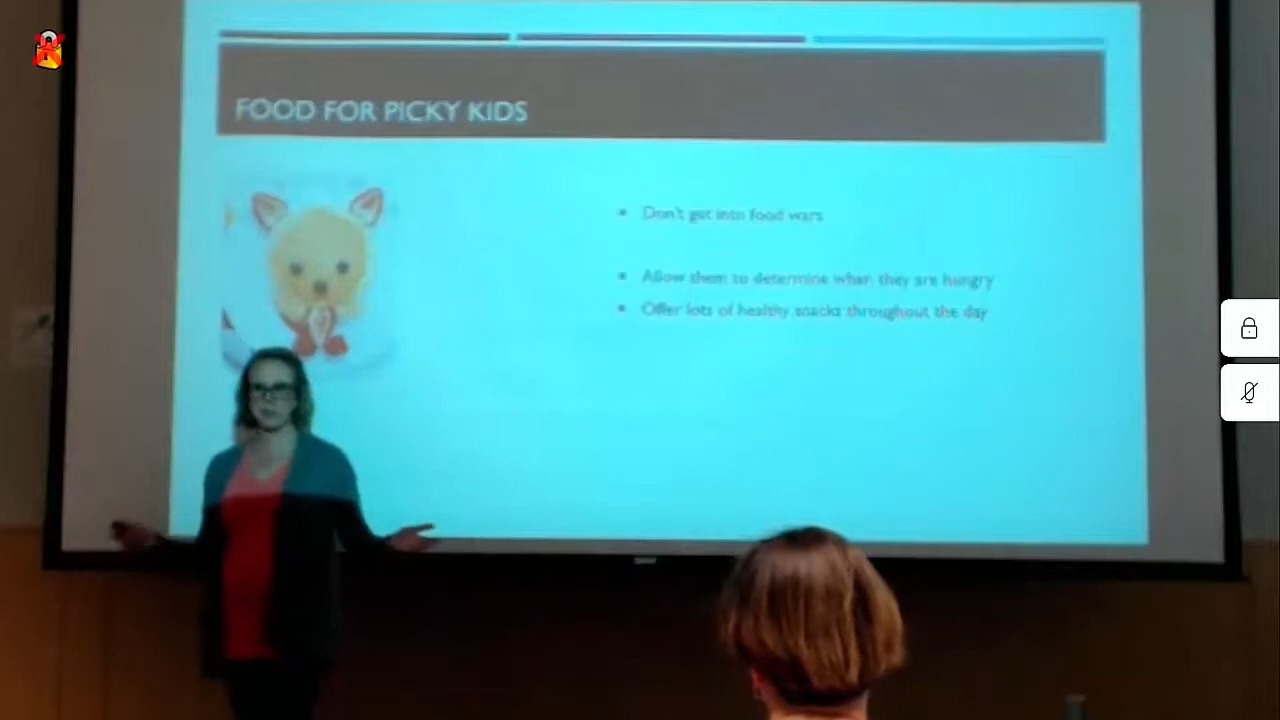 FOOD FOR PICKY KIDS
• Don't get into food wars
• Allow them to determine when they are hungry
• Offer lots of healthy snacks throughout the day